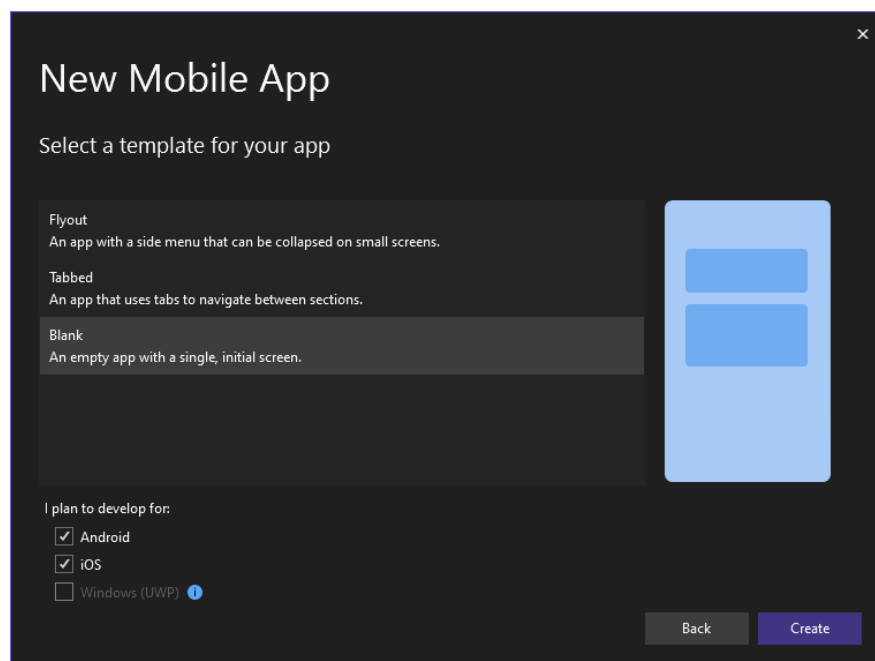 New Mobile App
Select a template for your app
Flyout
An app with a side menu that can be collapsed on small screens.
Tabbed
An app that uses tabs to navigate between sections.
Blank
An empty app with a single, initial screen.
I plan to develop for:
Android
iOS
Windows (UWP)
Back
Create